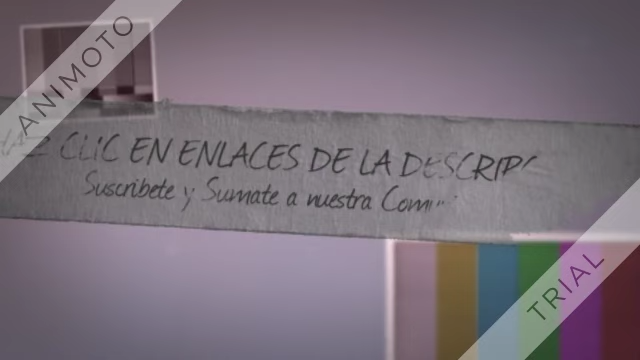 ANIMOTO
CLIC EN ENLACES DE LA
Suscribete y Sumate a nuestra
TRIAL